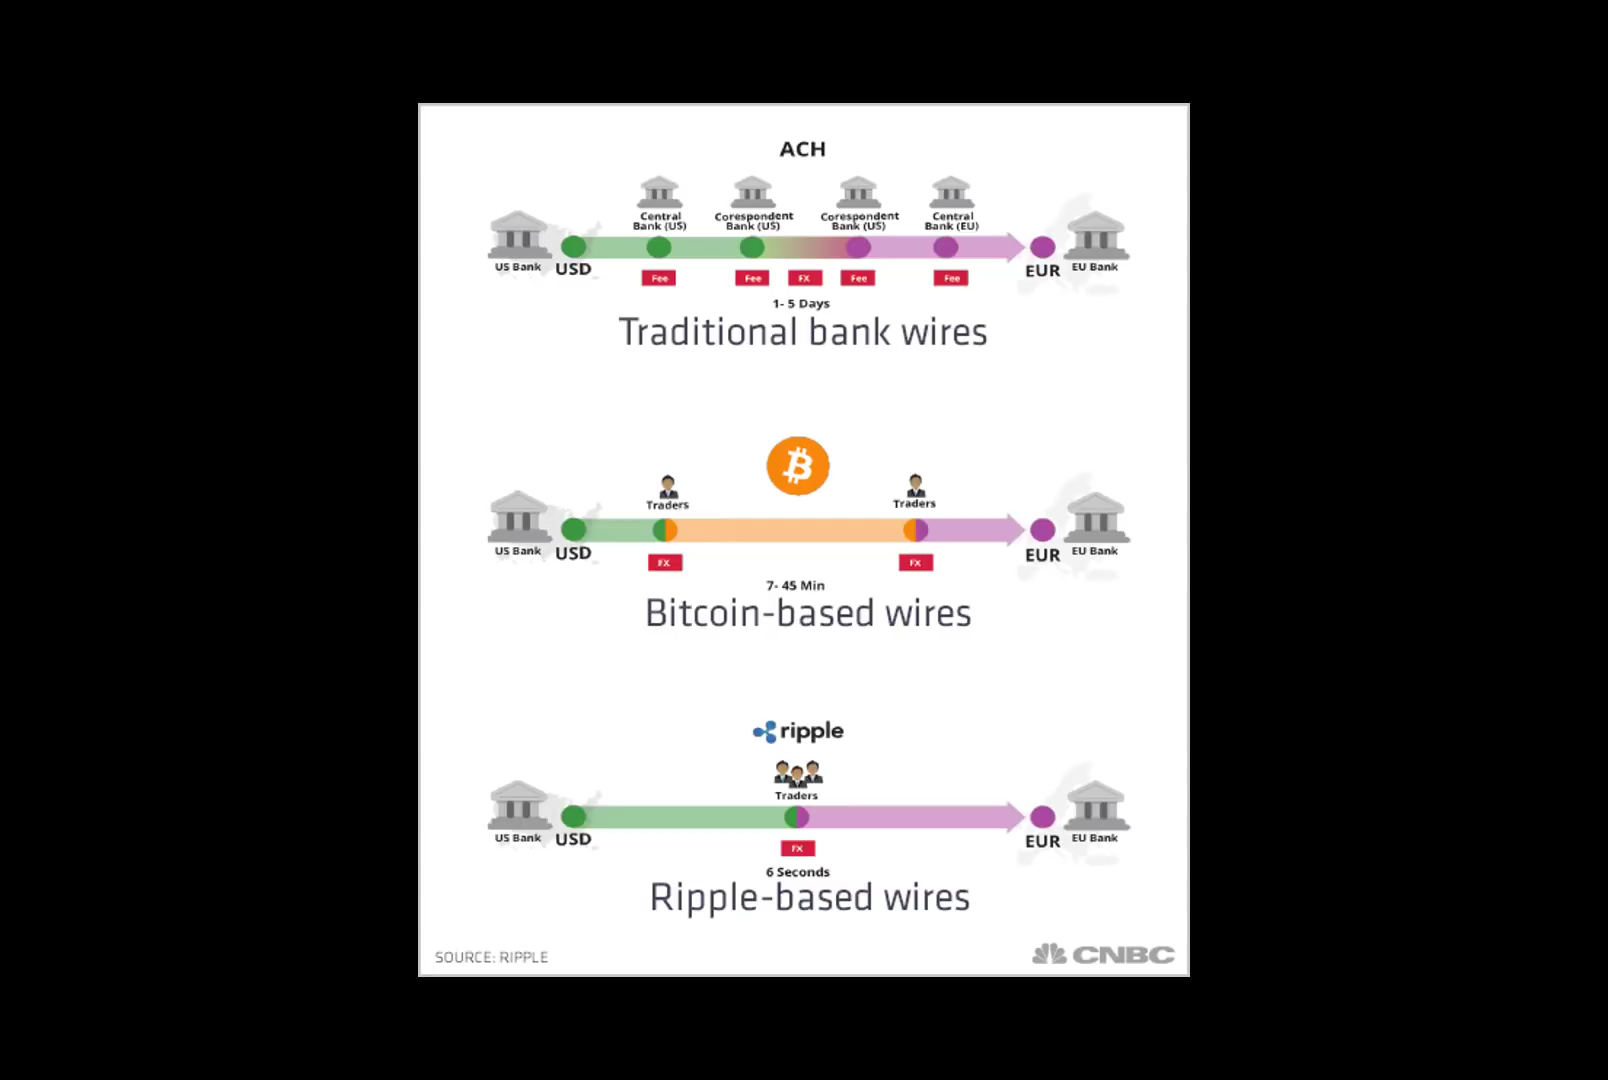 ACH
Central
Bank (US)
Corespondent
Bank (US)
Corespondent
Bank (US)
Central
Bank (EU)
US Bank
USD
EUR
EU Bank
Fee
Fee
FX
Fee
Fee
1- 5 Days
Traditional bank wires
Traders
Traders
US Bank
USD
EUR
EU Bank
FX
FX
7- 45 Min
Bitcoin-based wires
ripple
Traders
US Bank
USD
EUR
EU Bank
FX
6 Seconds
Ripple-based wires
SOURCE: RIPPLE
CNBC